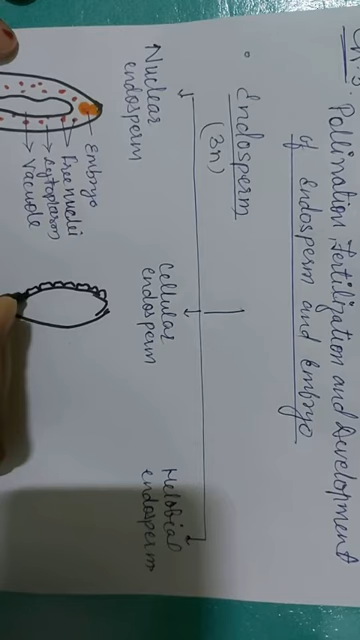 Ch. 3
Pollination, Fertilization and Development
of Endosperm and Embryo
Endosperm
(3n)
Nuclear
endosperm
Cellular
endosperm
Helobial
endosperm
Embryo
Free nuclei
Cytoplasm
Vacuole